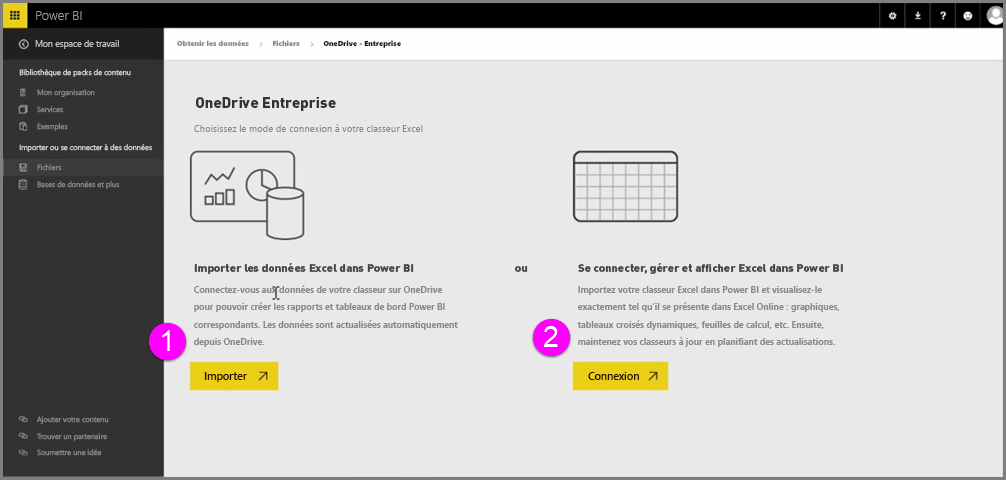 Power BI
?
Mon espace de travail
Obtenir les données > Fichiers > OneDrive - Entreprise
Bibliothèque de packs de contenu
Mon organisation
Services
Exemples
Importer ou se connecter à des données
Fichiers
Bases de données et plus
OneDrive Entreprise
Choisissez le mode de connexion à votre classeur Excel
Importer les données Excel dans Power BI
Connectez-vous aux données de votre classeur sur OneDrive
pour pouvoir créer les rapports et tableaux de bord Power BI
correspondants. Les données sont actualisées automatiquement
depuis OneDrive.
1
Importer
ou
Se connecter, gérer et afficher Excel dans Power BI
Importez votre classeur Excel dans Power BI et visualisez-le
exactement tel qu'il se présente dans Excel Online : graphiques,
tableaux croisés dynamiques, feuilles de calcul, etc. Ensuite,
maintenez vos classeurs à jour en planifiant des actualisations.
2
Connexion
Ajouter votre contenu
Trouver un partenaire
Soumettre une idée